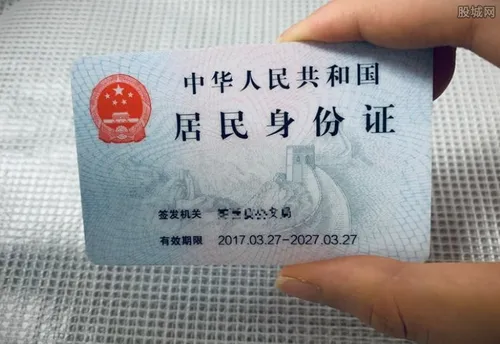 股城网
中华人民共和国
居民身份证
签发机关 局
有效期限 2017.03.27-2027.03.27